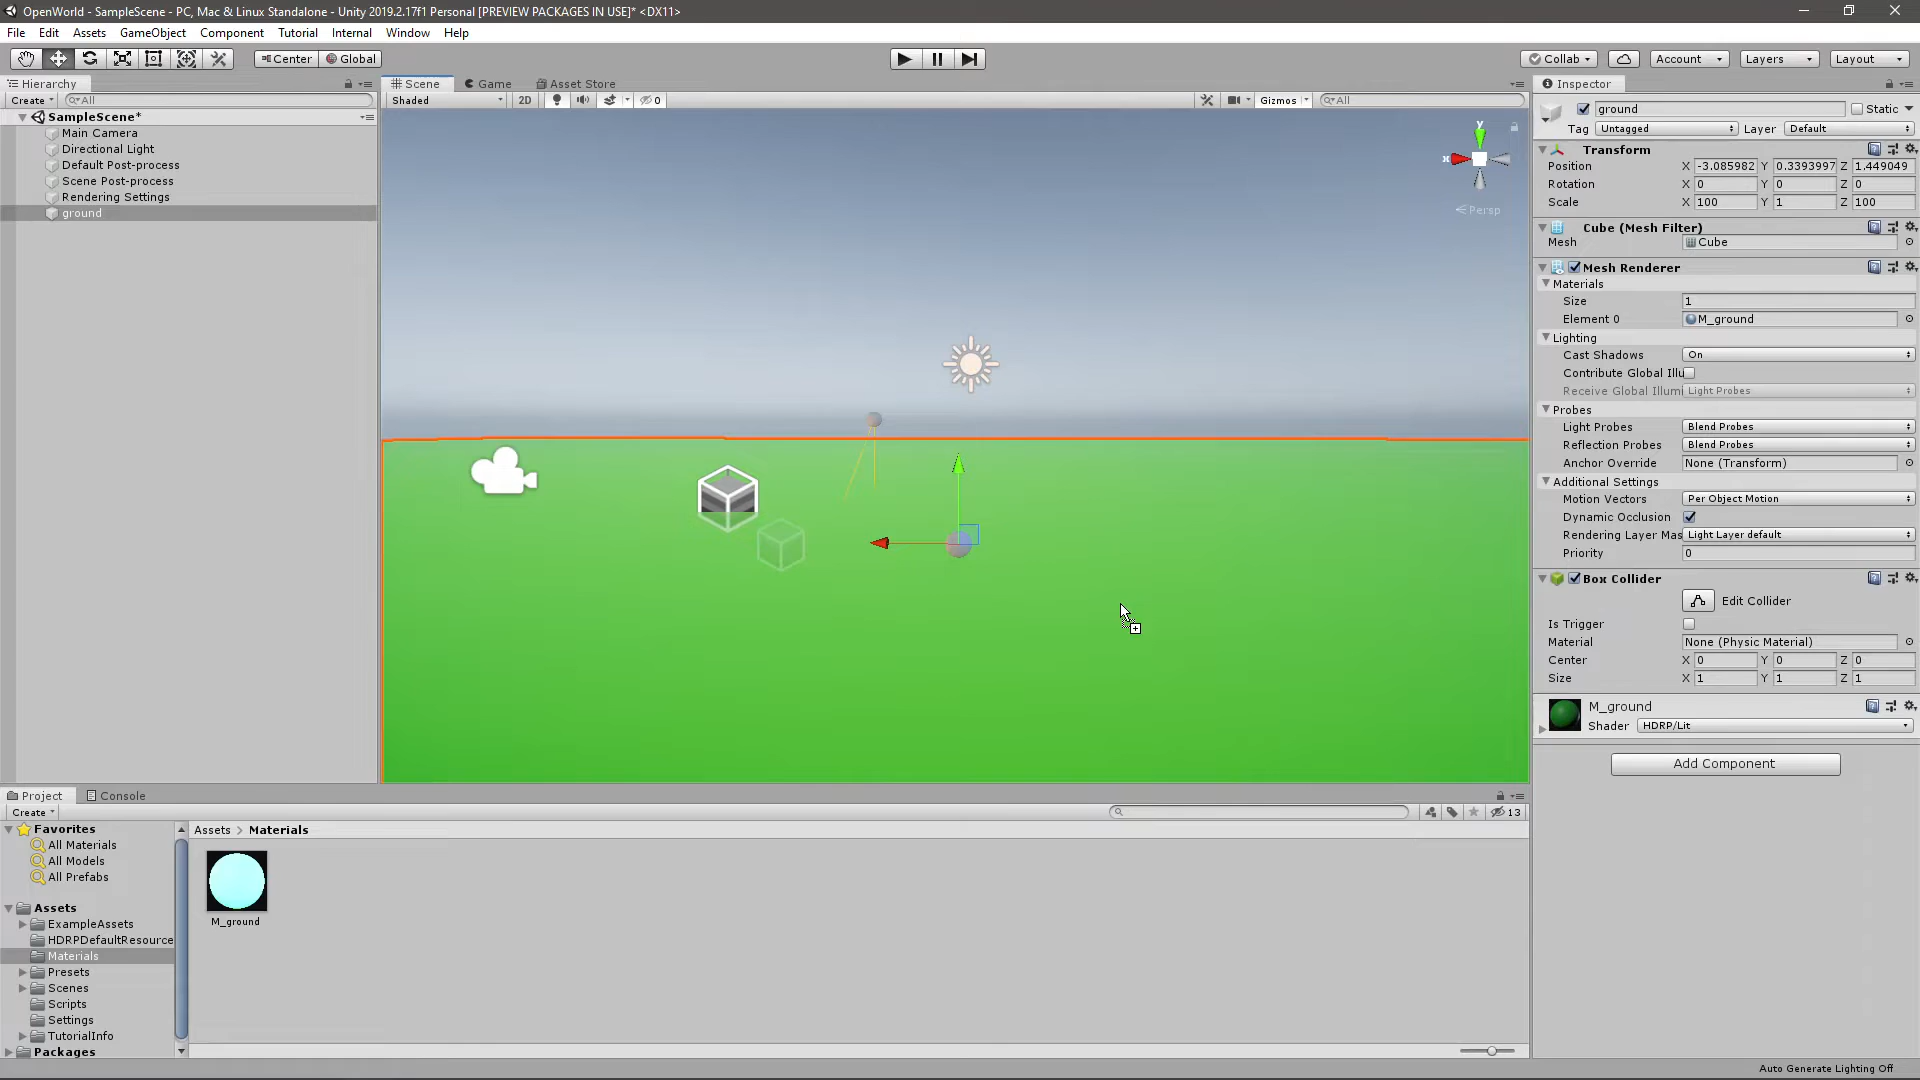 OpenWorld - SampleScene - PC, Mac & Linux Standalone - Unity 2019.2.17f1 Personal [PREVIEW PACKAGES IN USE]* <DX11>
File Edit Assets GameObject Component Tutorial Internal Window Help
Center Global Collab Account Layers Layout
Hierarchy
Create All
SampleScene*
Main Camera
Directional Light
Default Post-process
Scene Post-process
Rendering Settings
ground
Scene Game Asset Store
Shaded 2D 0 Gizmos All
y
x
Persp
Inspector
ground Static
Tag Untagged Layer Default
Transform
Position X -3.085982 Y 0.3393997 Z 1.449049
Rotation X 0 Y 0 Z 0
Scale X 100 Y 1 Z 100
Cube (Mesh Filter)
Mesh Cube
Mesh Renderer
Materials
Size 1
Element 0 M_ground
Lighting
Cast Shadows On
Contribute Global Illu
Receive Global Illumi Light Probes
Probes
Light Probes Blend Probes
Reflection Probes Blend Probes
Anchor Override None (Transform)
Additional Settings
Motion Vectors Per Object Motion
Dynamic Occlusion
Rendering Layer Mas Light Layer default
Priority 0
Box Collider
Edit Collider
Is Trigger
Material None (Physic Material)
Center X 0 Y 0 Z 0
Size X 1 Y 1 Z 1
M_ground
Shader HDRP/Lit
Add Component
Project Console
Create 13
Favorites
All Materials
All Models
All Prefabs
Assets
ExampleAssets
HDRPDefaultResource
Materials
Presets
Scenes
Scripts
Settings
TutorialInfo
Packages
Assets > Materials
M_ground
Auto Generate Lighting Off